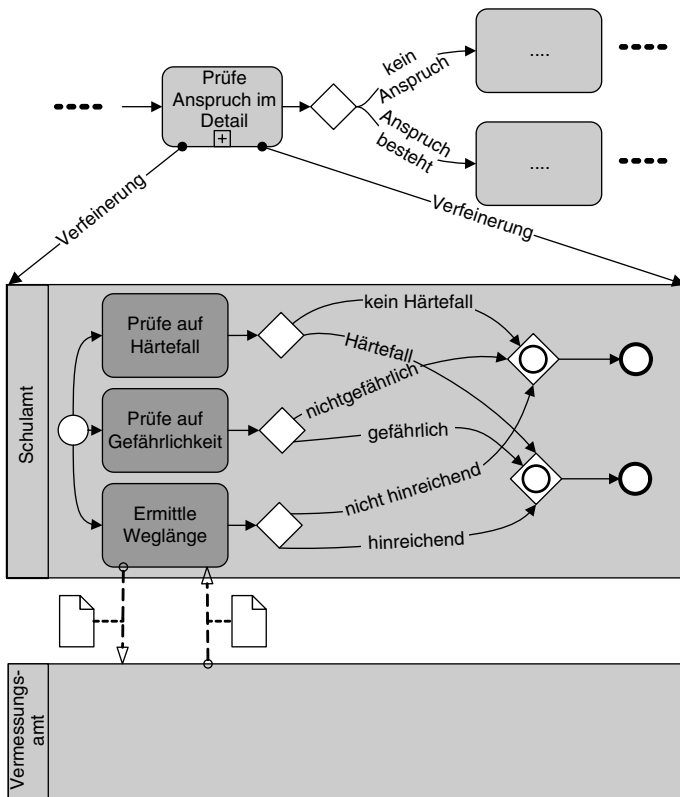 Prüfe
Anspruch im
Detail
+
kein
Anspruch
....
Anspruch
besteht
....
Verfeinerung
Verfeinerung
Schulamt
Prüfe auf
Härtefall
kein Härtefall
Härtefall
Prüfe auf
Gefährlichkeit
nichtgefährlich
gefährlich
Ermittle
Weglänge
nicht hinreichend
hinreichend
Vermessungs-
amt